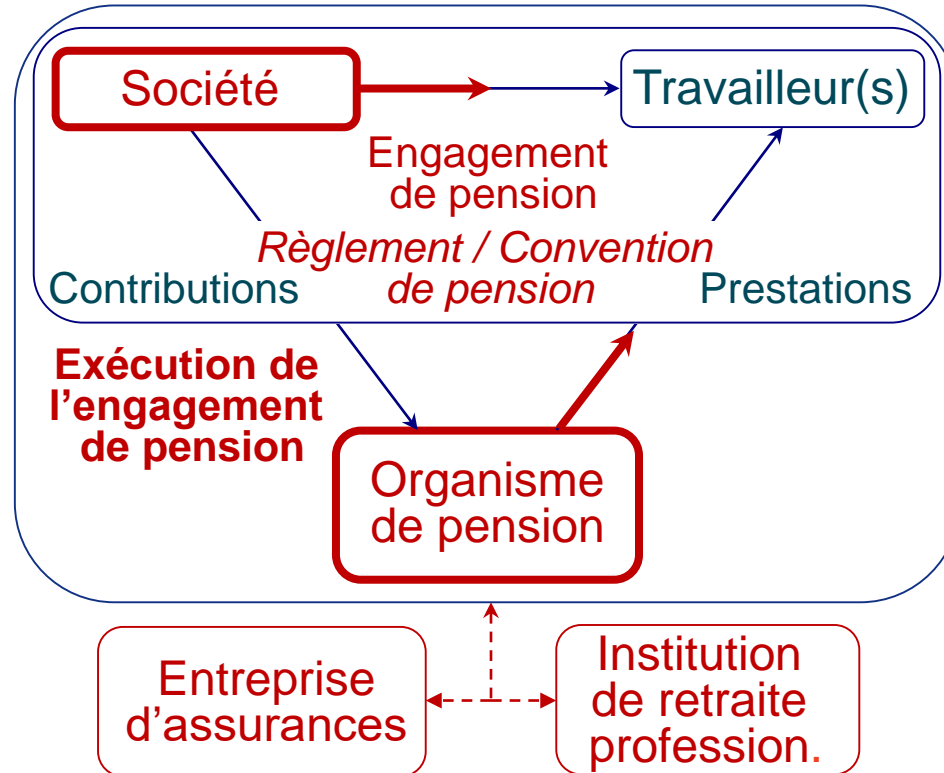 Société
Travailleur(s)
Engagement
de pension
Règlement / Convention
de pension
Contributions
Prestations
Exécution de
l’engagement
de pension
Organisme
de pension
Entreprise
d’assurances
Institution
de retraite
profession.